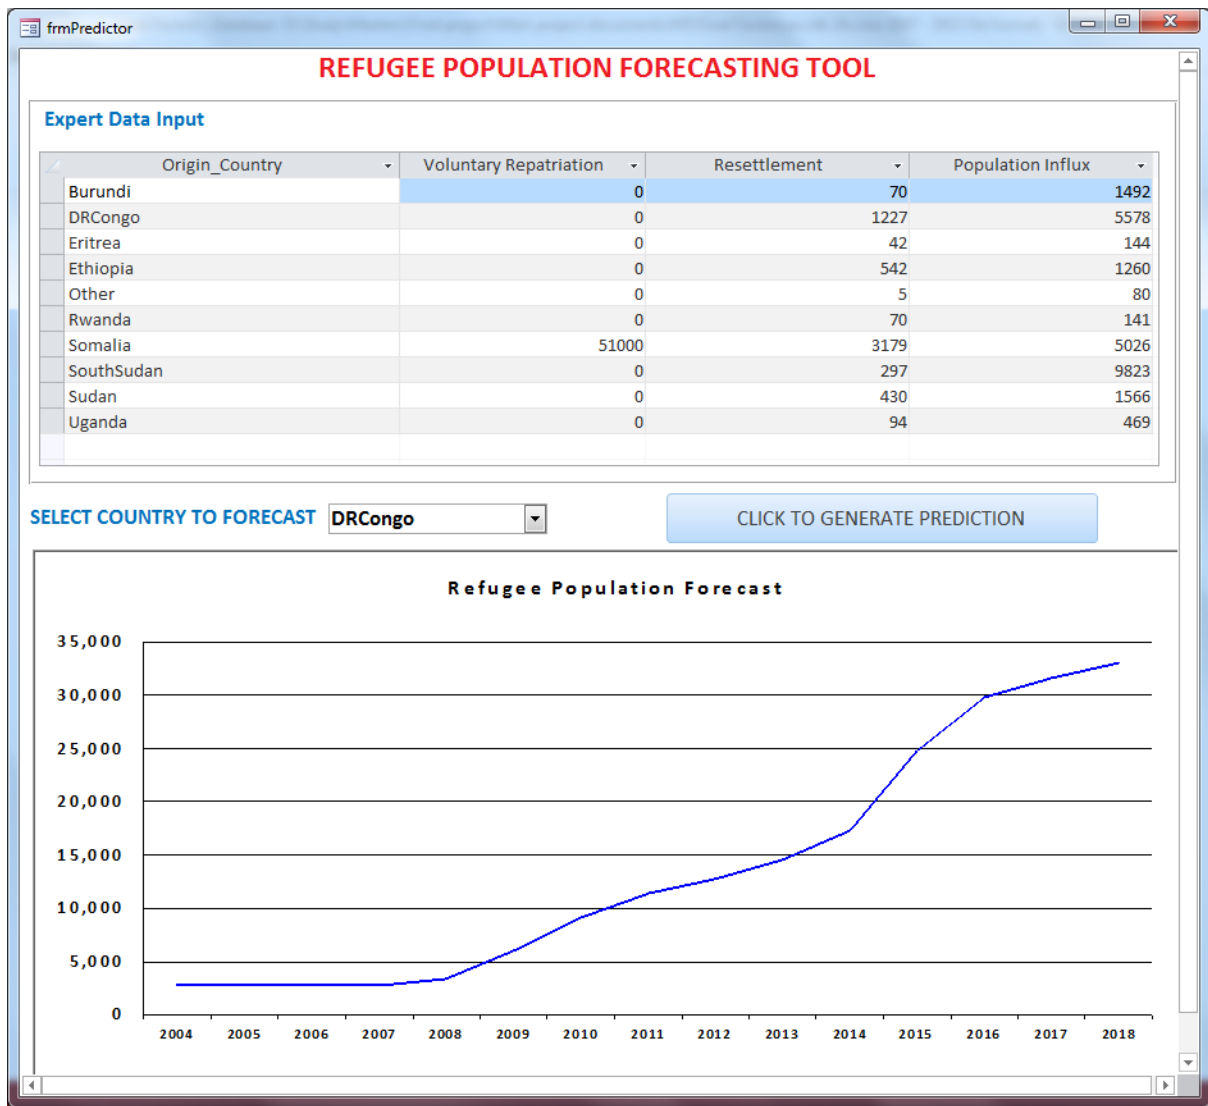 frmPredictor
REFUGEE POPULATION FORECASTING TOOL
Expert Data Input
Origin_Country Voluntary Repatriation Resettlement Population Influx
Burundi 0 70 1492
DRCongo 0 1227 5578
Eritrea 0 42 144
Ethiopia 0 542 1260
Other 0 5 80
Rwanda 0 70 141
Somalia 51000 3179 5026
SouthSudan 0 297 9823
Sudan 0 430 1566
Uganda 0 94 469
SELECT COUNTRY TO FORECAST DRCongo CLICK TO GENERATE PREDICTION
Refugee Population Forecast
35,000
30,000
25,000
20,000
15,000
10,000
5,000
0
2004 2005 2006 2007 2008 2009 2010 2011 2012 2013 2014 2015 2016 2017 2018